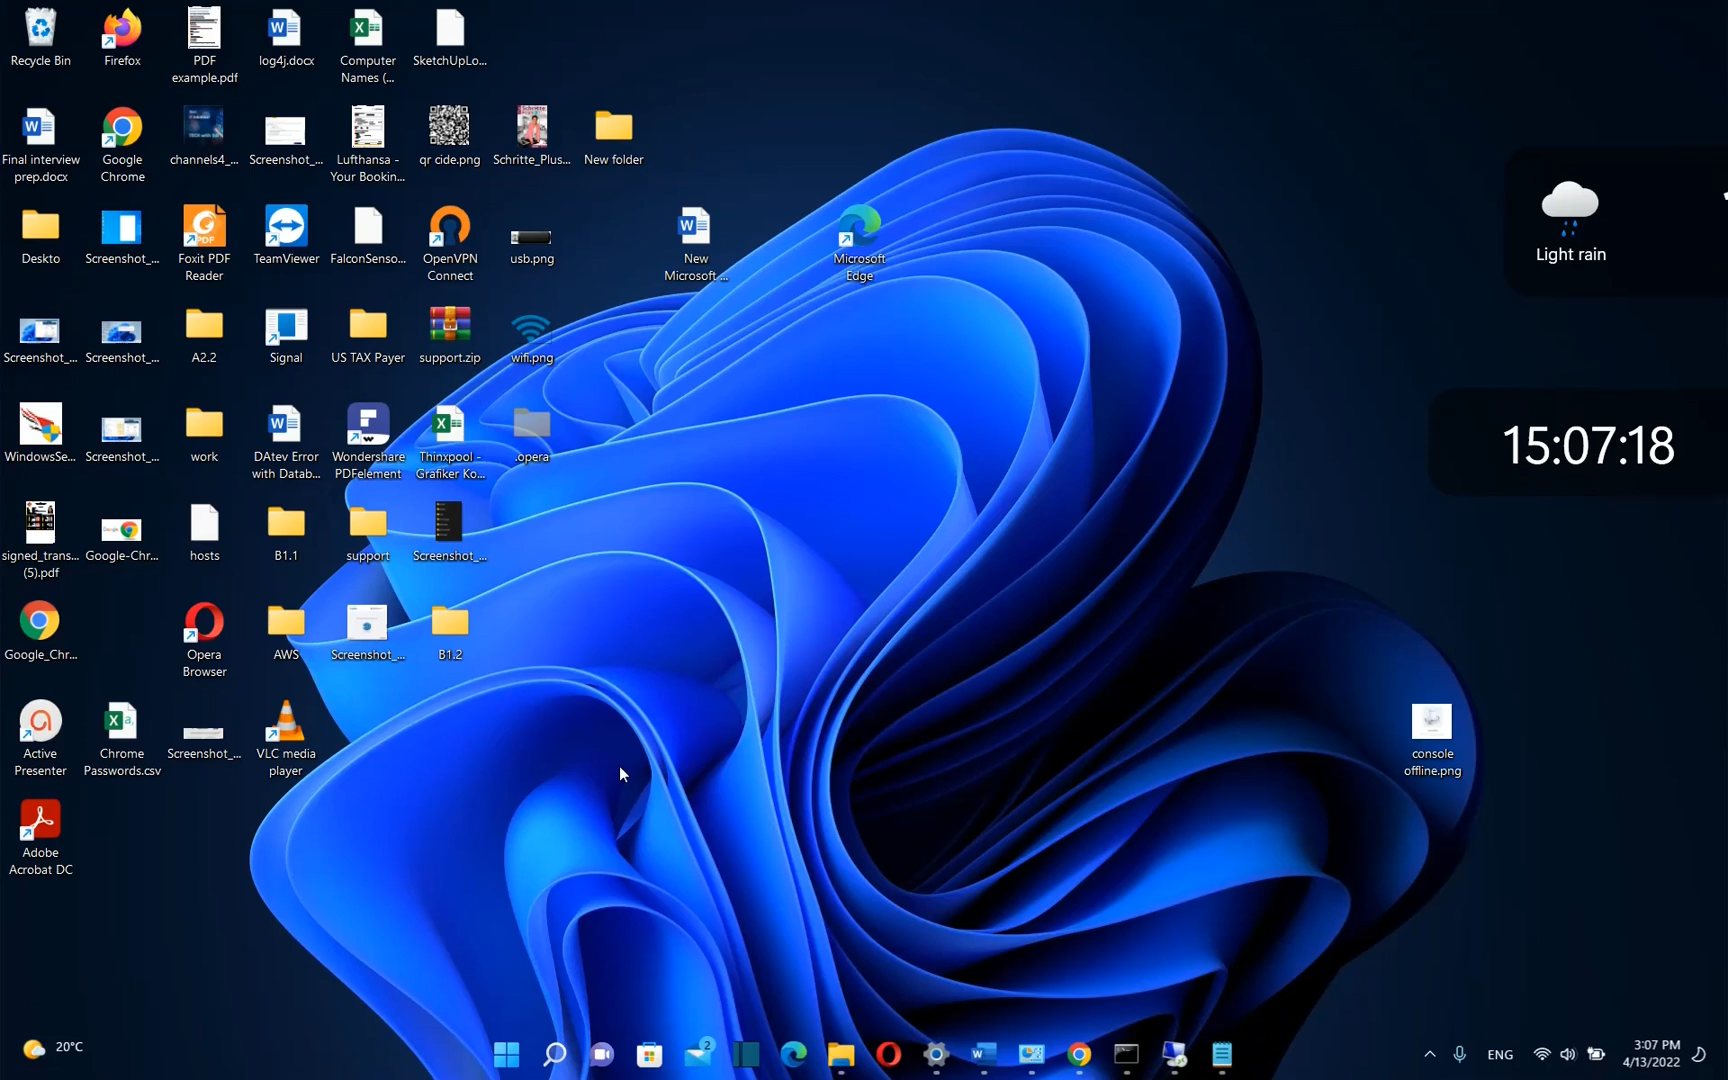 Recycle Bin
Firefox
PDF
example.pdf
log4j.docx
Computer
Names (...
SketchUpLo...
Final interview
prep.docx
Google
Chrome
channels4_...
Screenshot_...
Lufthansa -
Your Bookin...
qr cide.png
Schritte_Plus...
New folder
Deskto
Screenshot_...
Foxit PDF
Reader
TeamViewer
FalconSenso...
OpenVPN
Connect
usb.png
New
Microsoft ...
Microsoft
Edge
Light rain
Screenshot_...
Screenshot_...
A2.2
Signal
US TAX Payer
support.zip
wifi.png
WindowsSe...
Screenshot_...
work
DAtev Error
with Datab...
Wondershare
PDFelement
Thinxpool -
Grafiker Ko...
.opera
15:07:18
signed_trans...
(5).pdf
Google-Chr...
hosts
B1.1
support
Screenshot_...
Google_Chr...
Opera
Browser
AWS
Screenshot_...
B1.2
Active
Presenter
Chrome
Passwords.csv
Screenshot_...
VLC media
player
console
offline.png
Adobe
Acrobat DC
20°C
2
ENG
3:07 PM
4/13/2022